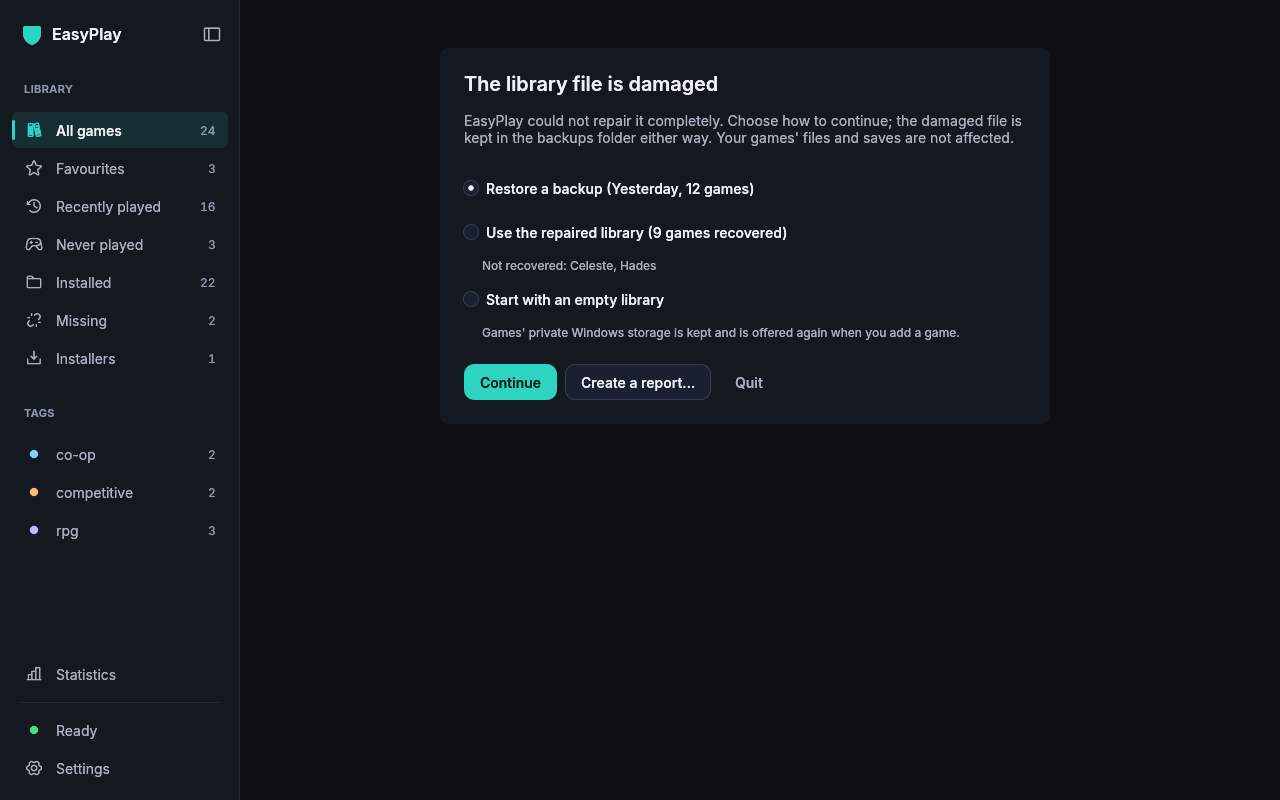 EasyPlay
LIBRARY
All games 24
Favourites 3
Recently played 16
Never played 3
Installed 22
Missing 2
Installers 1
TAGS
co-op 2
competitive 2
rpg 3
Statistics
Ready
Settings
The library file is damaged
EasyPlay could not repair it completely. Choose how to continue; the damaged file is
kept in the backups folder either way. Your games' files and saves are not affected.
Restore a backup (Yesterday, 12 games)
Use the repaired library (9 games recovered)
Not recovered: Celeste, Hades
Start with an empty library
Games' private Windows storage is kept and is offered again when you add a game.
Continue
Create a report...
Quit